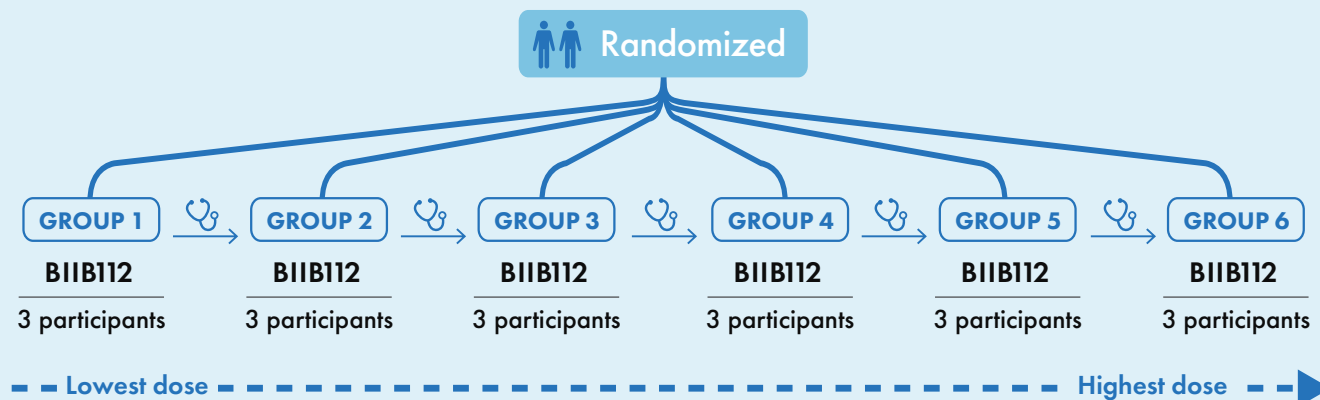 Randomized
GROUP 1 GROUP 2 GROUP 3 GROUP 4 GROUP 5 GROUP 6
BIIB112 BIIB112 BIIB112 BIIB112 BIIB112 BIIB112
3 participants 3 participants 3 participants 3 participants 3 participants 3 participants
Lowest dose Highest dose